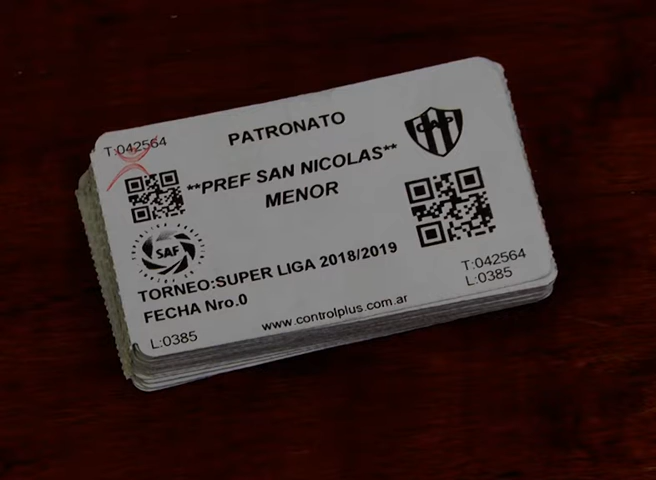 T:042564
PATRONATO
CAP
**PREF SAN NICOLAS**
MENOR
SAF
TORNEO:SUPER LIGA 2018/2019
FECHA Nro.0
T:042564
L:0385
www.controlplus.com.ar
L:0385